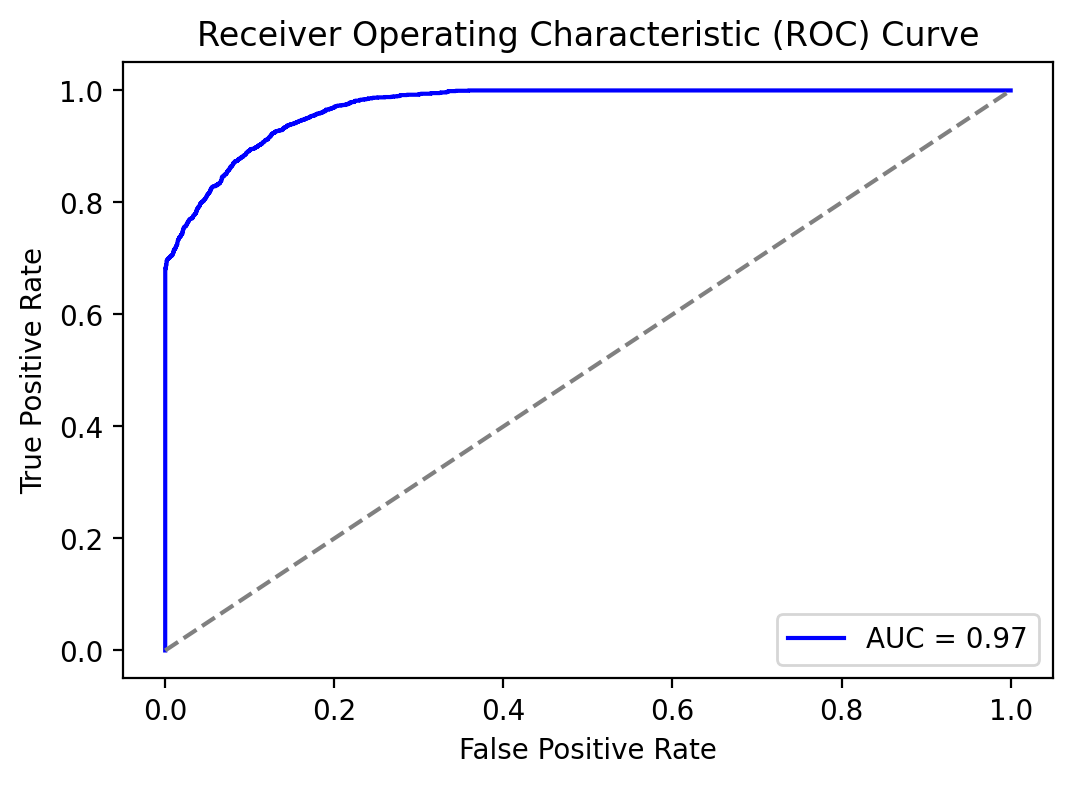 Receiver Operating Characteristic (ROC) Curve
True Positive Rate
1.0
0.8
0.6
0.4
0.2
0.0
AUC = 0.97
0.0 0.2 0.4 0.6 0.8 1.0
False Positive Rate